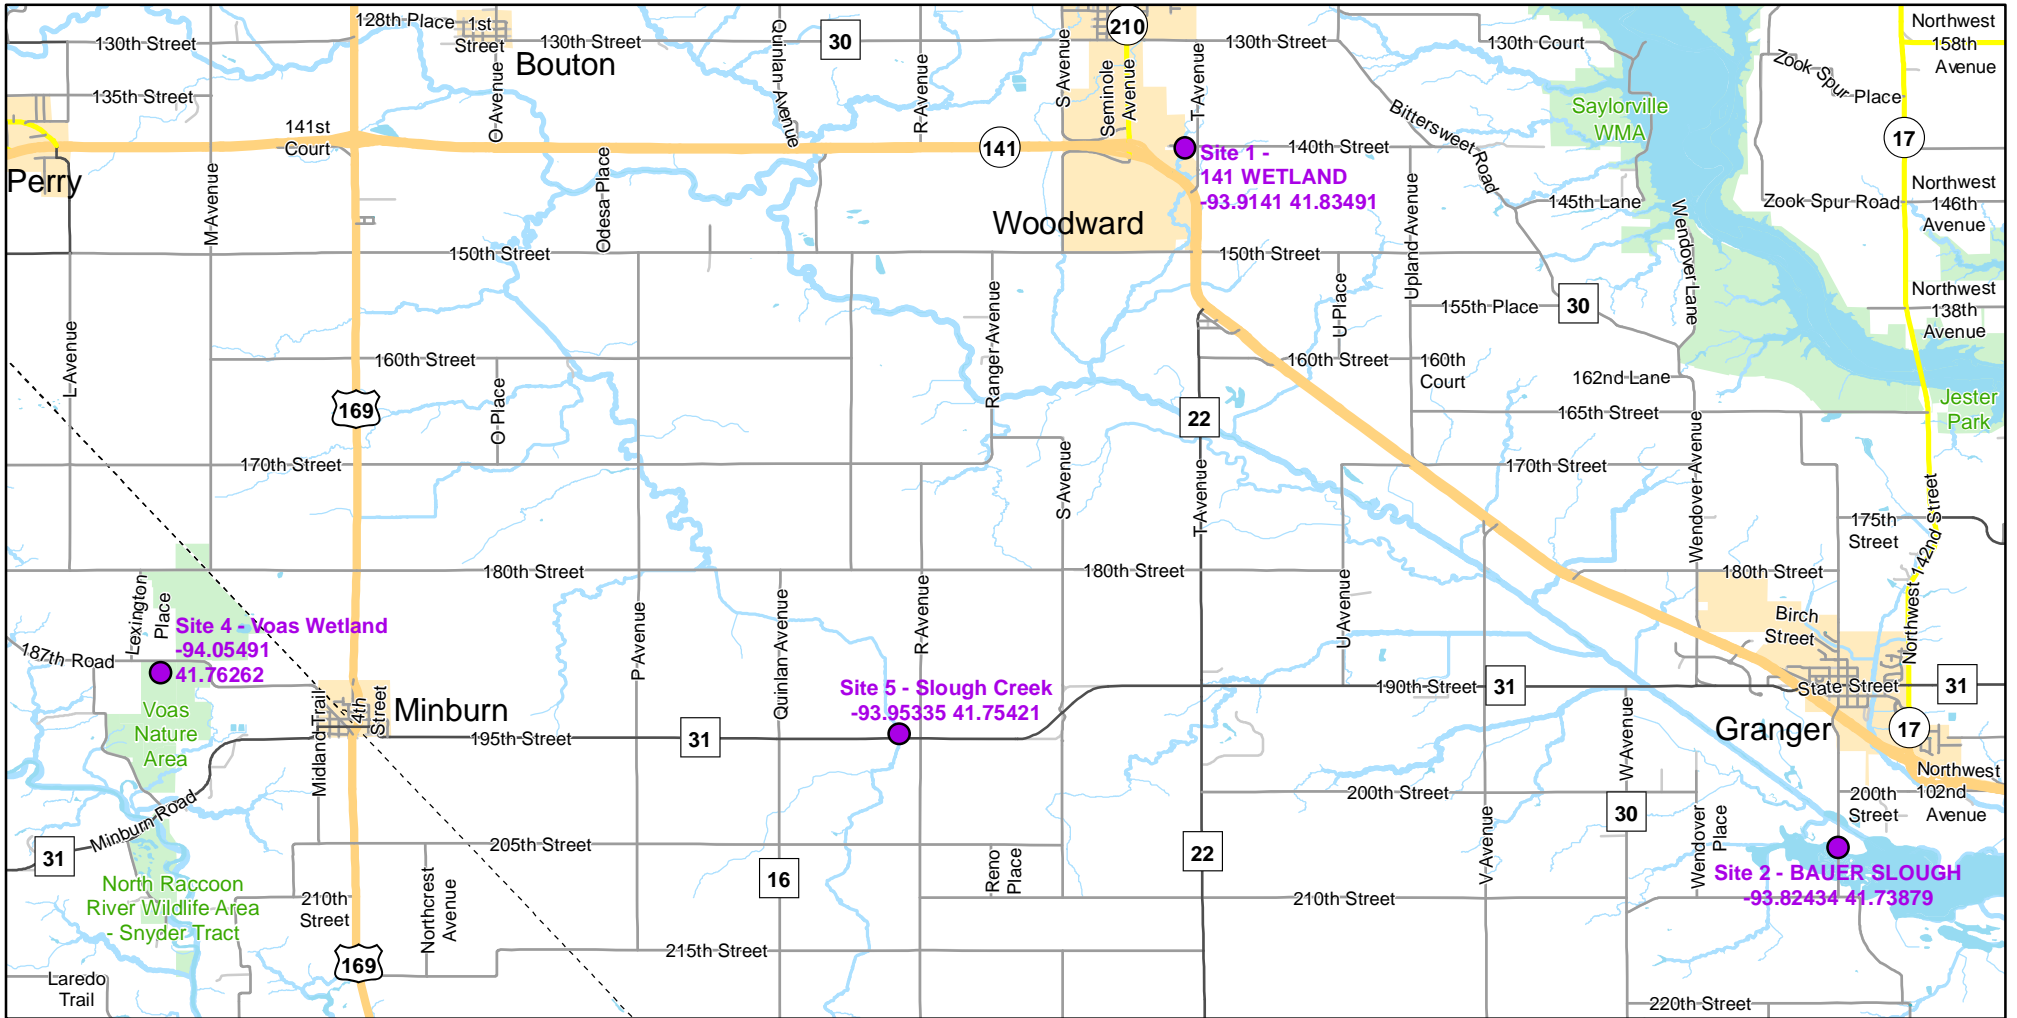 128th Place
1st
Street
130th Street
130th Street
30
210
130th Street
130th Court
Northwest
158th
Avenue
Bouton
O Avenue
Quinlan Avenue
R Avenue
S Avenue
Seminole
Avenue
T Avenue
Zook Spur Place
135th Street
Saylorville
WMA
Bittersweet Road
17
141st
Court
141
140th Street
Site 1 -
141 WETLAND
-93.9141 41.83491
Perry
M Avenue
Odesa Place
Woodward
Upland Avenue
145th Lane
Zook Spur Road
Northwest
146th
Avenue
Wendover Lane
150th Street
150th Street
U Place
155th Place
30
Northwest
138th
Avenue
L Avenue
Ranger Avenue
160th Street
160th Street
160th
Court
162nd Lane
O Place
169
22
165th Street
Jester
Park
Wendover Avenue
170th Street
170th Street
S Avenue
T Avenue
175th
Street
Northwest 142nd Street
180th Street
180th Street
180th Street
Lexington
Place
P Avenue
Quinlan Avenue
R Avenue
U Avenue
Birch
Street
Site 4 - Voas Wetland
-94.05491
41.76262
187th Road
Site 5 - Slough Creek
-93.95335 41.75421
190th Street
31
State Street
31
Voas
Nature
Area
Midland Trail
4th
Street
Minburn
195th Street
31
W Avenue
Granger
17
Northwest
102nd
Avenue
Minburn Road
200th Street
30
Wendover
Place
200th
Street
V Avenue
31
205th Street
22
Reno
Place
16
Site 2 - BAUER SLOUGH
-93.82434 41.73879
North Raccoon
River Wildlife Area
- Snyder Tract
210th
Street
Northcrest
Avenue
210th Street
169
215th Street
Laredo
Trail
220th Street